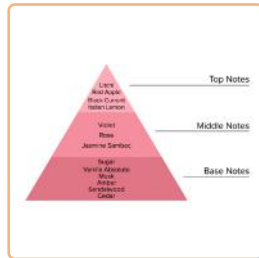 Litchi
Red Apple
Black Currant
Italian Lemon
Top Notes
Violet
Rose
Jasmine Sambac
Middle Notes
Sugar
Vanilla Absolute
Musk
Amber
Sandalwood
Cedar
Base Notes